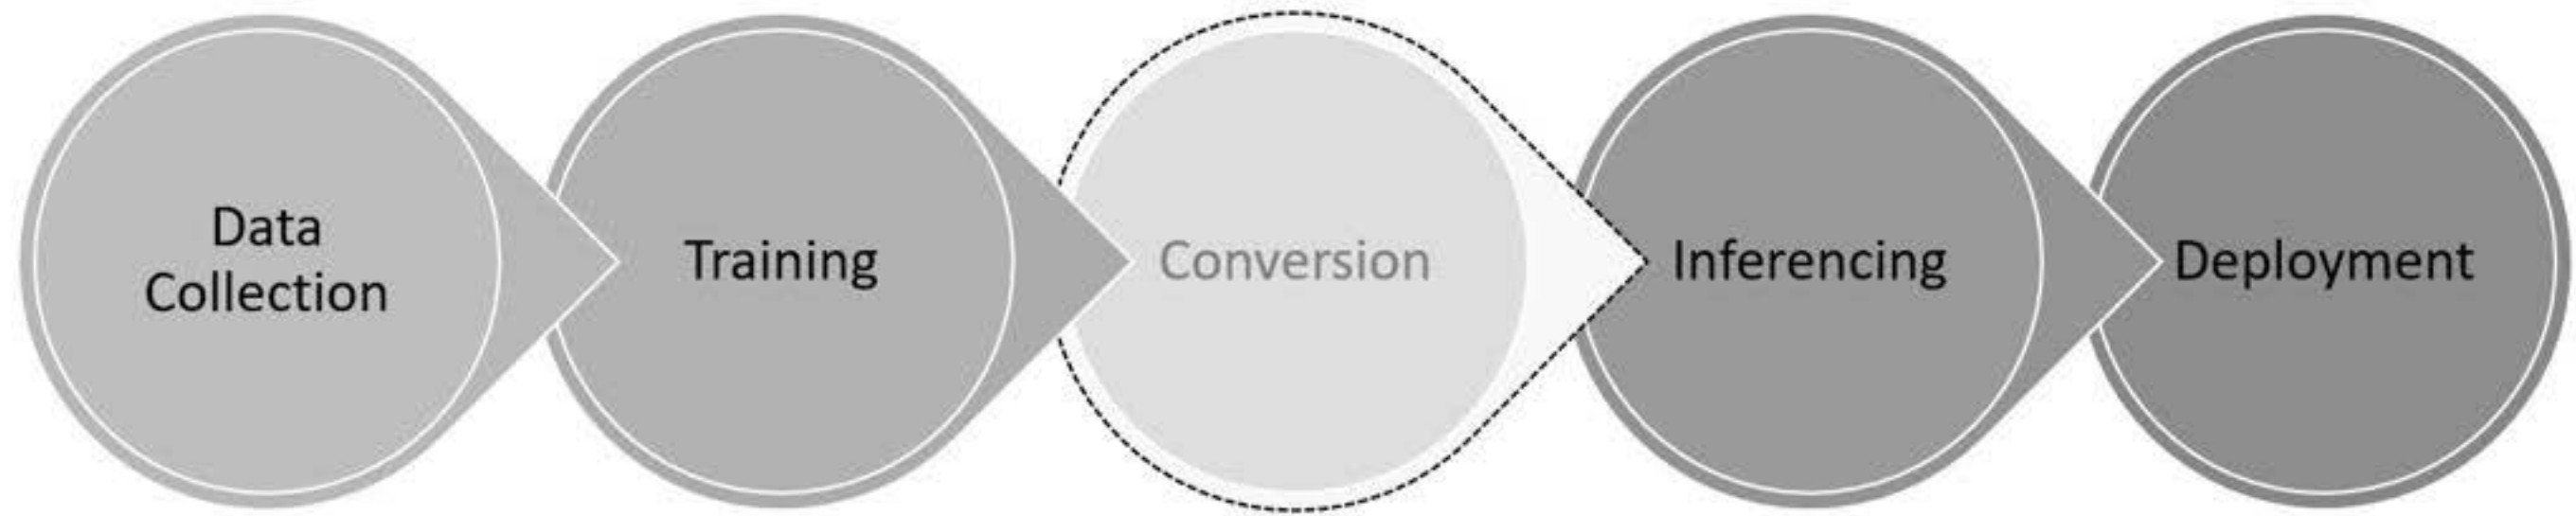 Data
Collection
Training
Conversion
Inferencing
Deployment